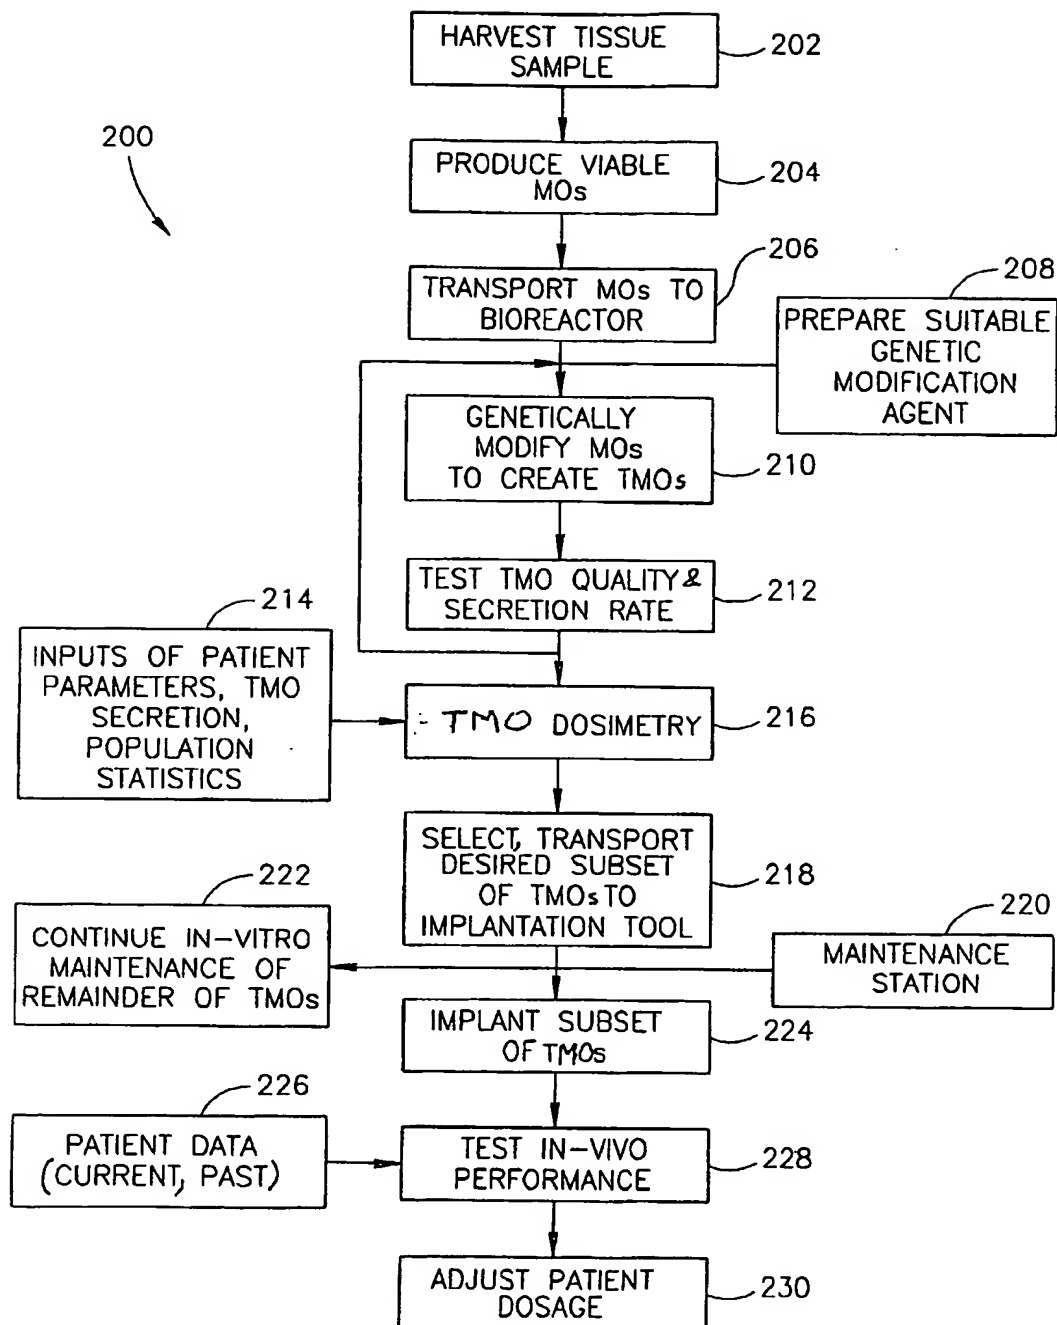 HARVEST TISSUE
SAMPLE
202
200
PRODUCE VIABLE
MOs
204
206
TRANSPORT MOs TO
BIOREACTOR
208
PREPARE SUITABLE
GENETIC
MODIFICATION
AGENT
GENETICALLY
MODIFY MOs
TO CREATE TMOs
210
TEST TMO QUALITY &
SECRETION RATE
212
214
INPUTS OF PATIENT
PARAMETERS, TMO
SECRETION,
POPULATION
STATISTICS
TMO DOSIMETRY
216
SELECT, TRANSPORT
DESIRED SUBSET
OF TMOs TO
IMPLANTATION TOOL
218
222
CONTINUE IN-VITRO
MAINTENANCE OF
REMAINDER OF TMOs
220
MAINTENANCE
STATION
IMPLANT SUBSET
OF TMOs
224
226
PATIENT DATA
(CURRENT, PAST)
TEST IN-VIVO
PERFORMANCE
228
ADJUST PATIENT
DOSAGE
230